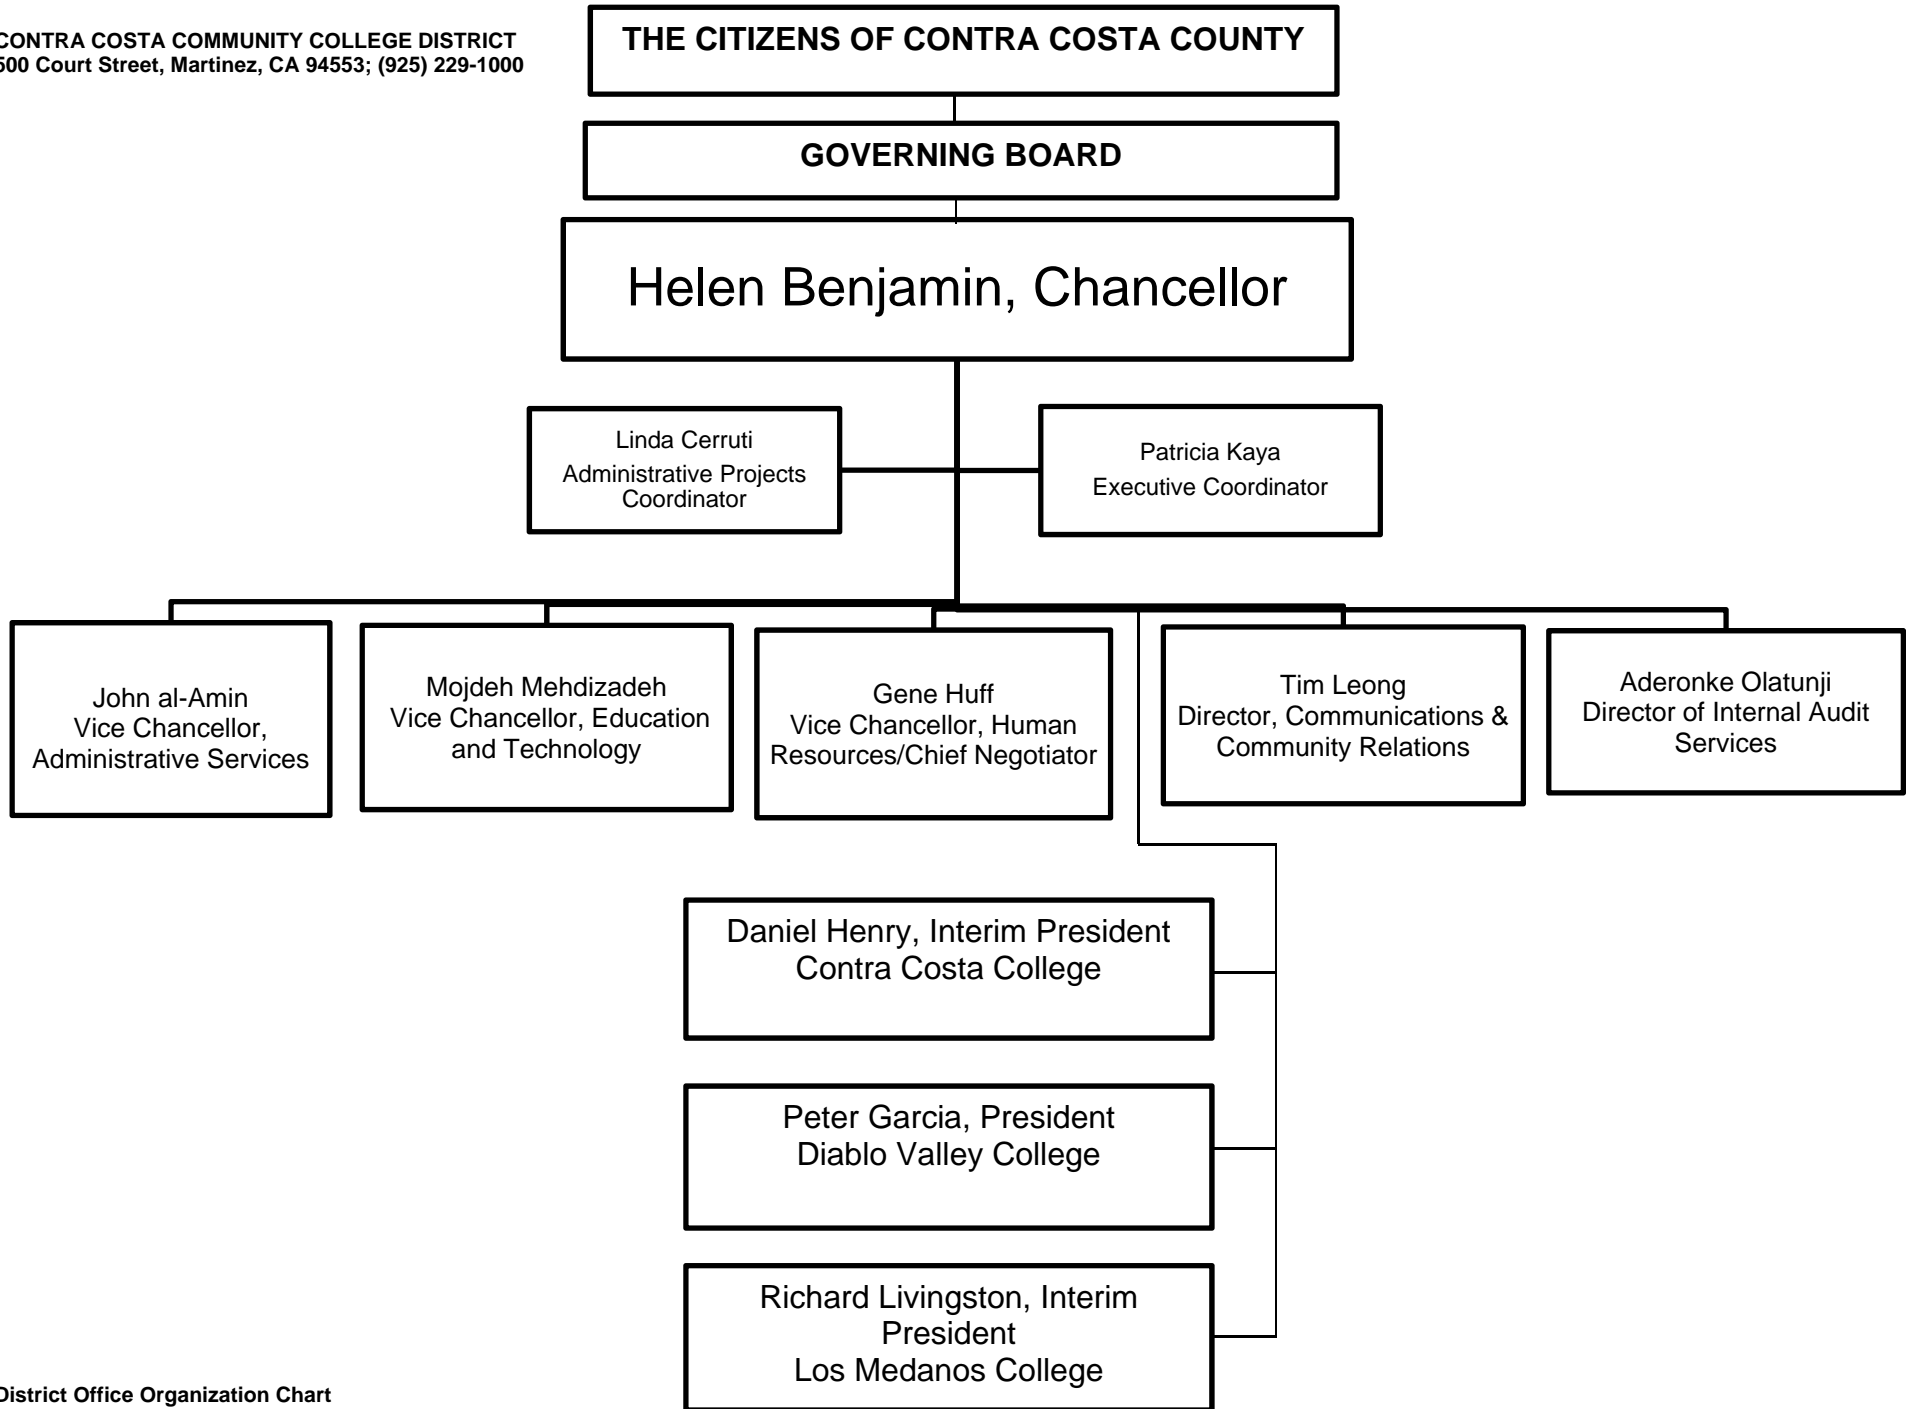 CONTRA COSTA COMMUNITY COLLEGE DISTRICT
500 Court Street, Martinez, CA 94553; (925) 229-1000
THE CITIZENS OF CONTRA COSTA COUNTY
GOVERNING BOARD
Helen Benjamin, Chancellor
Linda Cerruti
Administrative Projects
Coordinator
Patricia Kaya
Executive Coordinator
John al-Amin
Vice Chancellor,
Administrative Services
Mojdeh Mehdizadeh
Vice Chancellor, Education
and Technology
Gene Huff
Vice Chancellor, Human
Resources/Chief Negotiator
Tim Leong
Director, Communications &
Community Relations
Aderonke Olatunji
Director of Internal Audit
Services
Daniel Henry, Interim President
Contra Costa College
Peter Garcia, President
Diablo Valley College
Richard Livingston, Interim
President
Los Medanos College
District Office Organization Chart